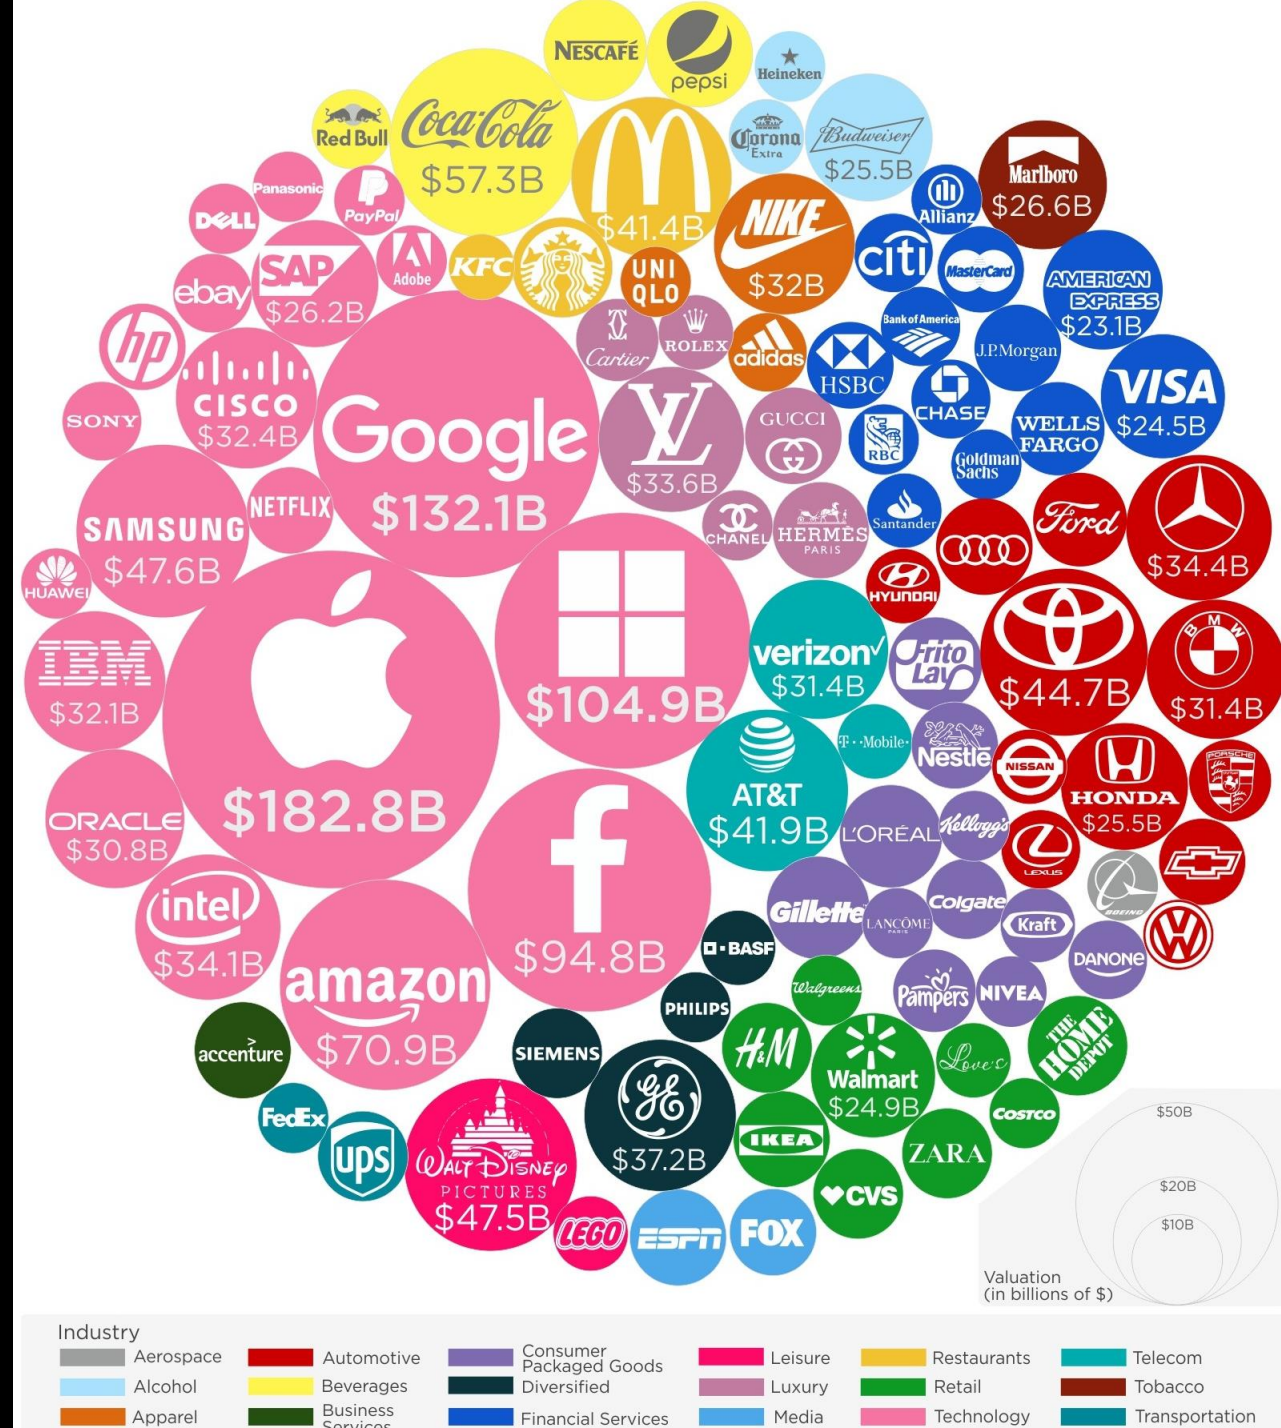 NESCAFÉ
pepsi
Heineken
Red Bull
Coca-Cola
$57.3B
$41.4B
Corona
Extra
Budweiser
$25.5B
Marlboro
$26.6B
Panasonic
PayPal
DELL
Adobe
KFC
UNI
QLO
NIKE
$32B
Allianz
citi
MasterCard
AMERICAN
EXPRESS
$23.1B
SAP
$26.2B
ebay
hp
Cartier
ROLEX
adidas
HSBC
Bank of America
J.P.Morgan
CISCO
$32.4B
SONY
Google
$132.1B
LV
$33.6B
GUCCI
CHASE
RBC
WELLS
FARGO
VISA
$24.5B
Goldman
Sachs
SAMSUNG
$47.6B
NETFLIX
CHANEL
HERMÈS
PARIS
Santander
Ford
$34.4B
HUAWEI
HYUNDAI
IBM
$32.1B
$104.9B
verizon
$31.4B
Frito
Lay
$44.7B
BMW
$31.4B
$182.8B
T··Mobile·
Nestlé
NISSAN
HONDA
$25.5B
PORSCHE
ORACLE
$30.8B
AT&T
$41.9B
L'ORÉAL
Kellogg's
LEXUS
BOEING
intel
$34.1B
$94.8B
Gillette
LANCÔME
PARIS
Colgate
Kraft
DANONE
VW
amazon
$70.9B
BASF
PHILIPS
Walgreens
Pampers
NIVEA
accenture
SIEMENS
H&M
Walmart
$24.9B
Love's
THE
HOME
DEPOT
FedEx
ups
WALT DISNEY
PICTURES
$47.5B
GE
$37.2B
IKEA
COSTCO
ZARA
CVS
LEGO
ESPN
FOX
$50B
$20B
$10B
Valuation
(in billions of $)
Industry
Aerospace
Automotive
Consumer
Packaged Goods
Leisure
Restaurants
Telecom
Alcohol
Beverages
Diversified
Luxury
Retail
Tobacco
Apparel
Business
Services
Financial Services
Media
Technology
Transportation